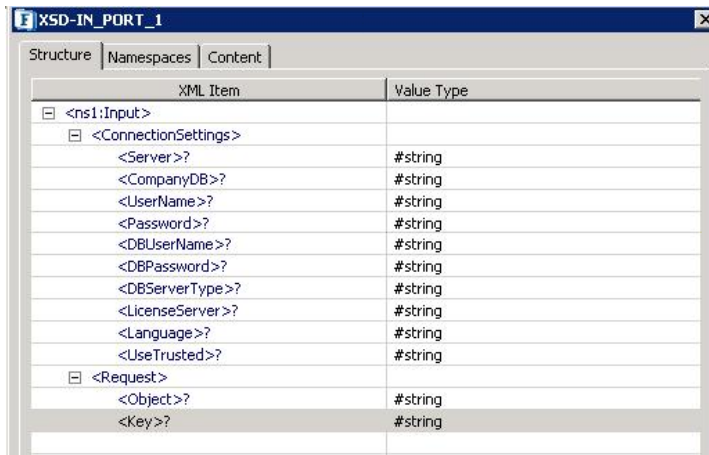 XSD-IN_PORT_1
Structure Namespaces Content
XML Item Value Type
<ns1:Input>
<ConnectionSettings>
<Server>? #string
<CompanyDB>? #string
<UserName>? #string
<Password>? #string
<DBUserName>? #string
<DBPassword>? #string
<DBServerType>? #string
<LicenseServer>? #string
<Language>? #string
<UseTrusted>? #string
<Request>
<Object>? #string
<Key>? #string